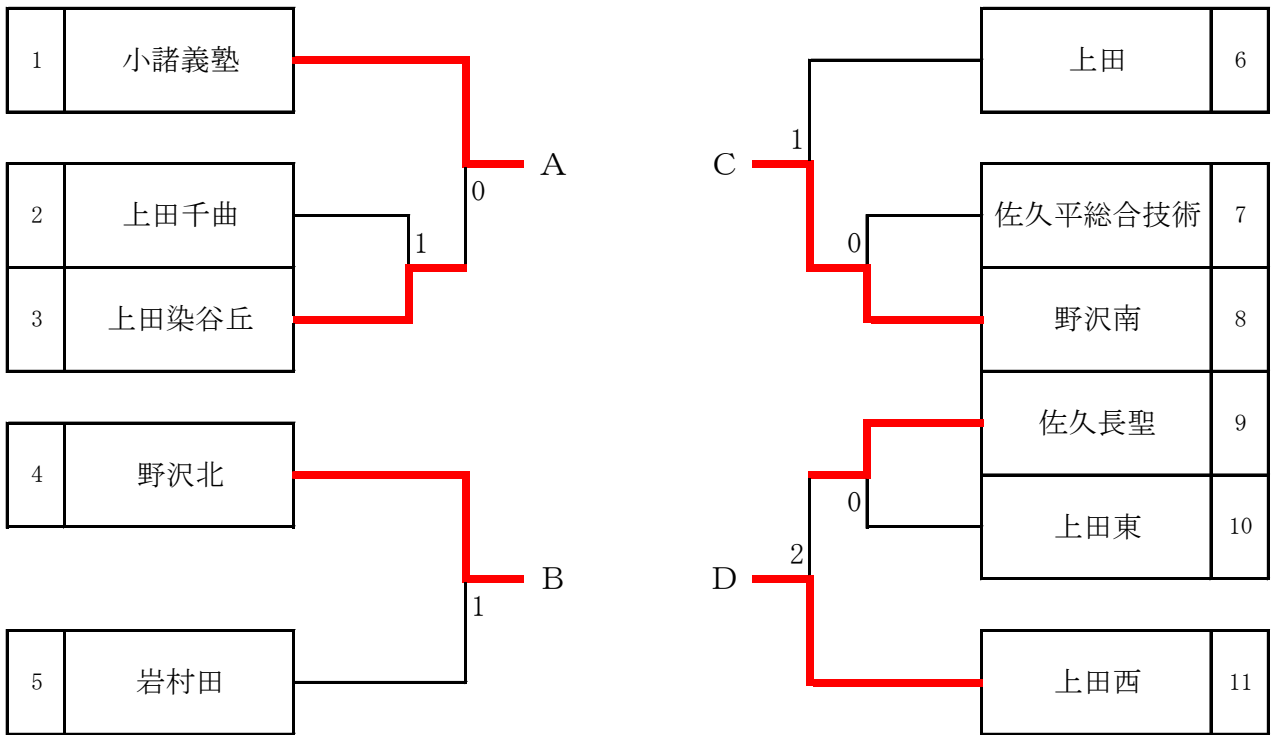 1 小諸義塾
2 上田千曲
3 上田染谷丘
4 野沢北
5 岩村田
0
A
1
B
1
上田 6
佐久平総合技術 7
野沢南 8
佐久長聖 9
上田東 10
上田西 11
1
C
0
0
2
D